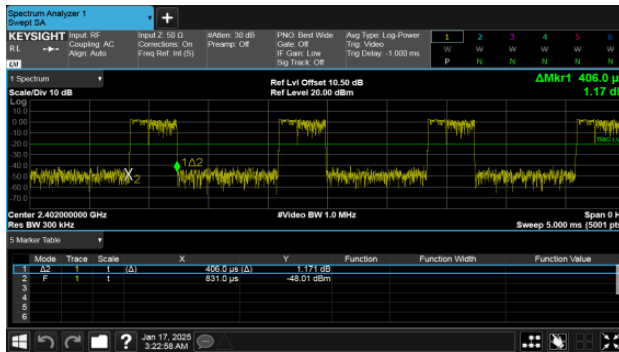 Spectrum Analyzer 1
Swept SA
+
KEYSIGHT Input: RF Input Z: 50 Ω #Atten: 30 dB PNO: Best Wide Avg Type: Log-Power 1 2 3 4 5 6
RL Coupling: AC Corrections: On Preamp: Off Gate: Off Trig: Video W W W W W W
Align: Auto Freq Ref: Int (S) IF Gain: Low Trig Delay: -1.000 ms P N N N N N
LXI Sig Track: Off
1 Spectrum
Scale/Div 10 dB Ref Lvl Offset 10.50 dB ΔMkr1 406.0 µ
Ref Level 20.00 dBm 1.17 d
Log
10.0
0.00
-10.0
-20.0 TRIG LV
-30.0
-40.0 1Δ2
-50.0 X2
-60.0
-70.0
Center 2.402000000 GHz #Video BW 1.0 MHz Span 0 H
Res BW 300 kHz Sweep 5.000 ms (5001 pts
5 Marker Table
Mode Trace Scale X Y Function Function Width Function Value
1 Δ2 1 t (Δ) 406.0 µs (Δ) 1.171 dB
2 F 1 t 831.0 µs -48.01 dBm
3
4
5
6
?
Jan 17, 2025
3:22:58 AM